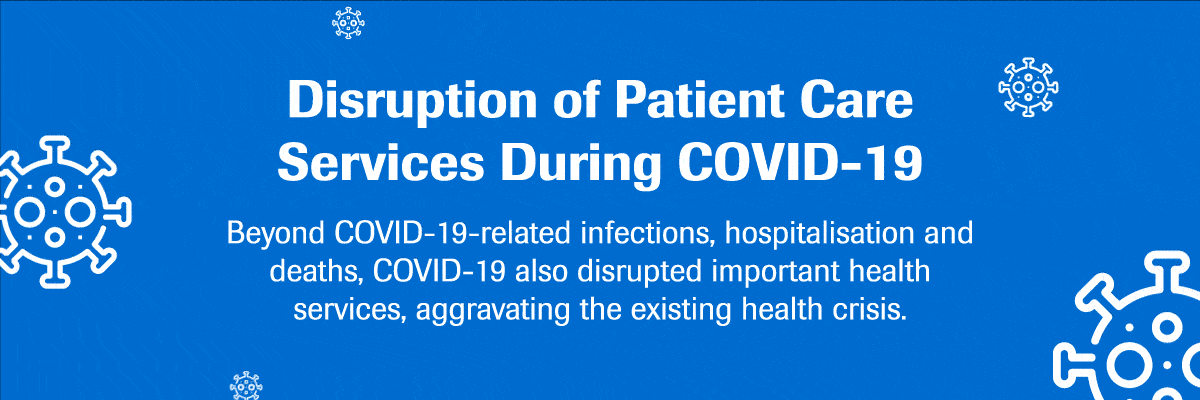 Disruption of Patient Care
Services During COVID-19
Beyond COVID-19-related infections, hospitalisation and
deaths, COVID-19 also disrupted important health
services, aggravating the existing health crisis.